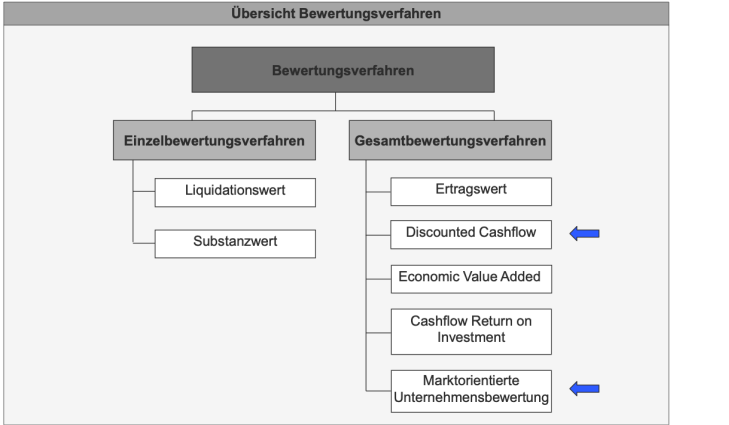 Übersicht Bewertungsverfahren
Bewertungsverfahren
Einzelbewertungsverfahren
Liquidationswert
Substanzwert
Gesamtbewertungsverfahren
Ertragswert
Discounted Cashflow
Economic Value Added
Cashflow Return on
Investment
Marktorientierte
Unternehmensbewertung